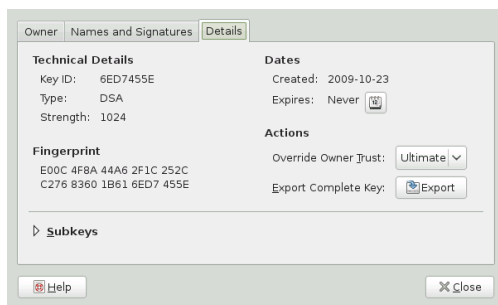 Owner Names and Signatures Details
Technical Details
Key ID: 6ED7455E
Type: DSA
Strength: 1024
Fingerprint
E00C 4F8A 44A6 2F1C 252C
C276 8360 1B61 6ED7 455E
Dates
Created: 2009-10-23
Expires: Never
Actions
Override Owner Trust: Ultimate
Export Complete Key: Export
Subkeys
Help
Close